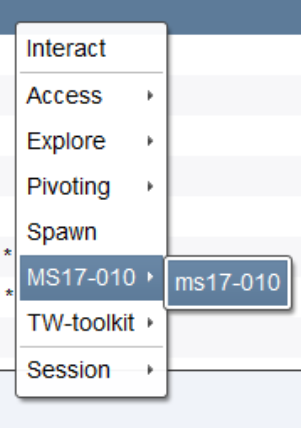 Interact
Access
Explore
Pivoting
Spawn
*
MS17-010
ms17-010
*
TW-toolkit
Session